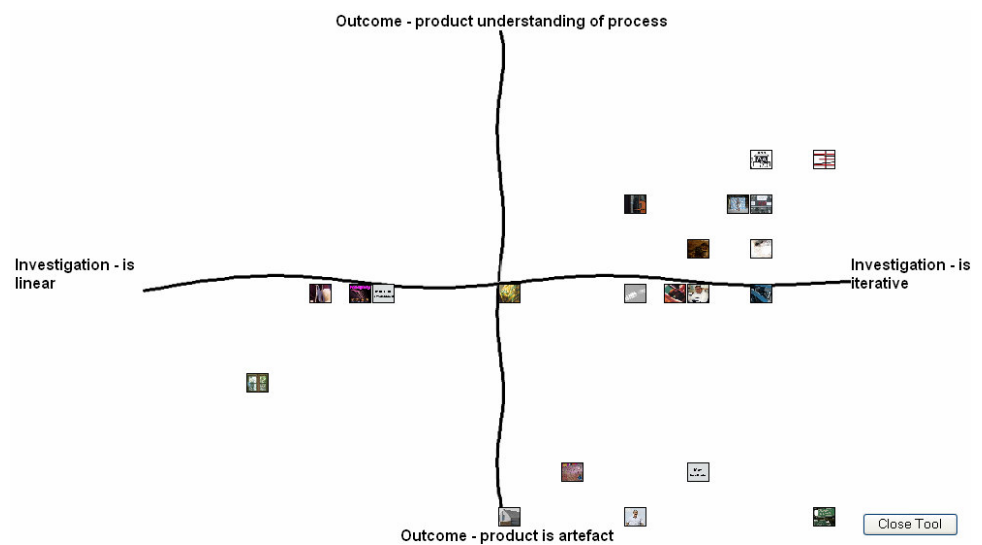 Outcome - product understanding of process
Investigation - is
linear
Investigation - is
iterative
Outcome - product is artefact
Close Tool